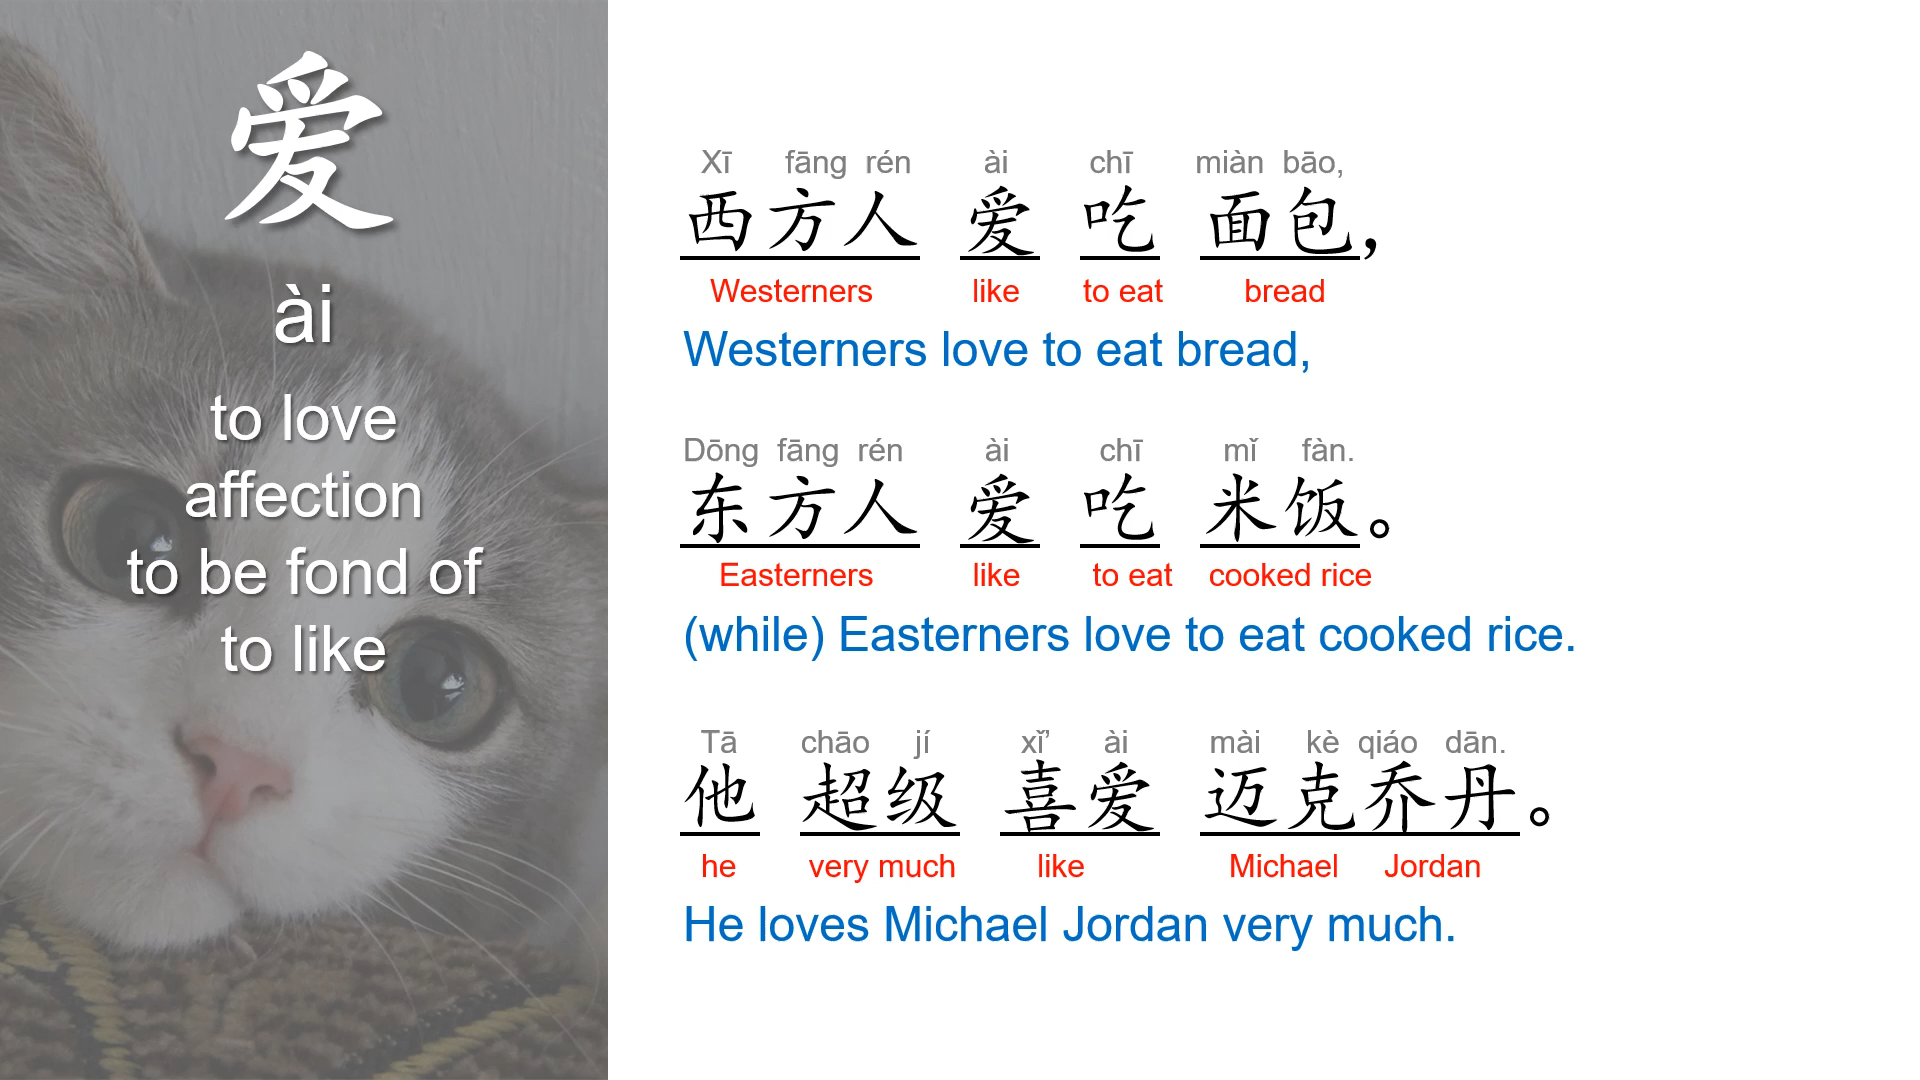 爱
ài
to love
affection
to be fond of
to like
Xī fāng rén ài chī miàn bāo,
西方人 爱 吃 面包,
Westerners like to eat bread
Westerners love to eat bread,
Dōng fāng rén ài chī mǐ fàn.
东方人 爱 吃 米饭。
Easterners like to eat cooked rice
(while) Easterners love to eat cooked rice.
Tā chāo jí xǐ’ ài mài kè qiáo dān.
他 超级 喜爱 迈克乔丹。
he very much like Michael Jordan
He loves Michael Jordan very much.